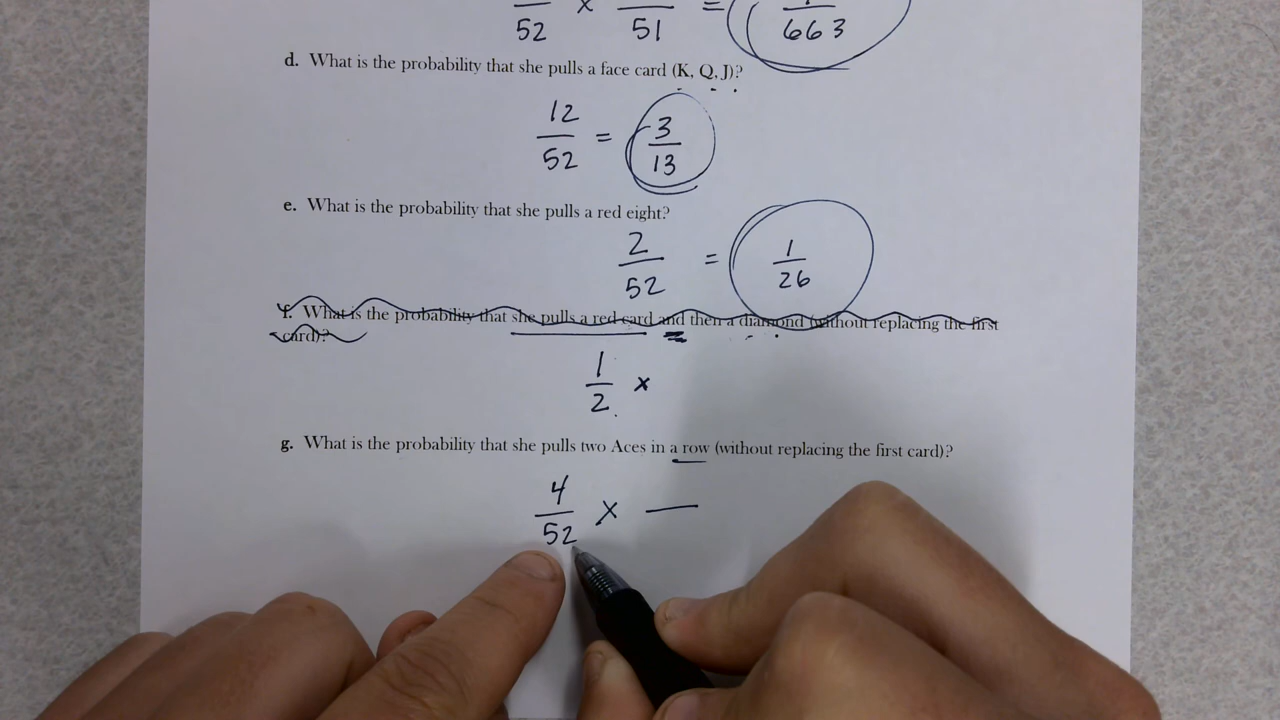 52 × 51 = 663
d. What is the probability that she pulls a face card (K, Q, J)?
12
52 = 3
13
e. What is the probability that she pulls a red eight?
2
52 = 1
26
f. What is the probability that she pulls a red card and then a diamond (without replacing the first
card)?
1
2 ×
g. What is the probability that she pulls two Aces in a row (without replacing the first card)?
4
52 ×